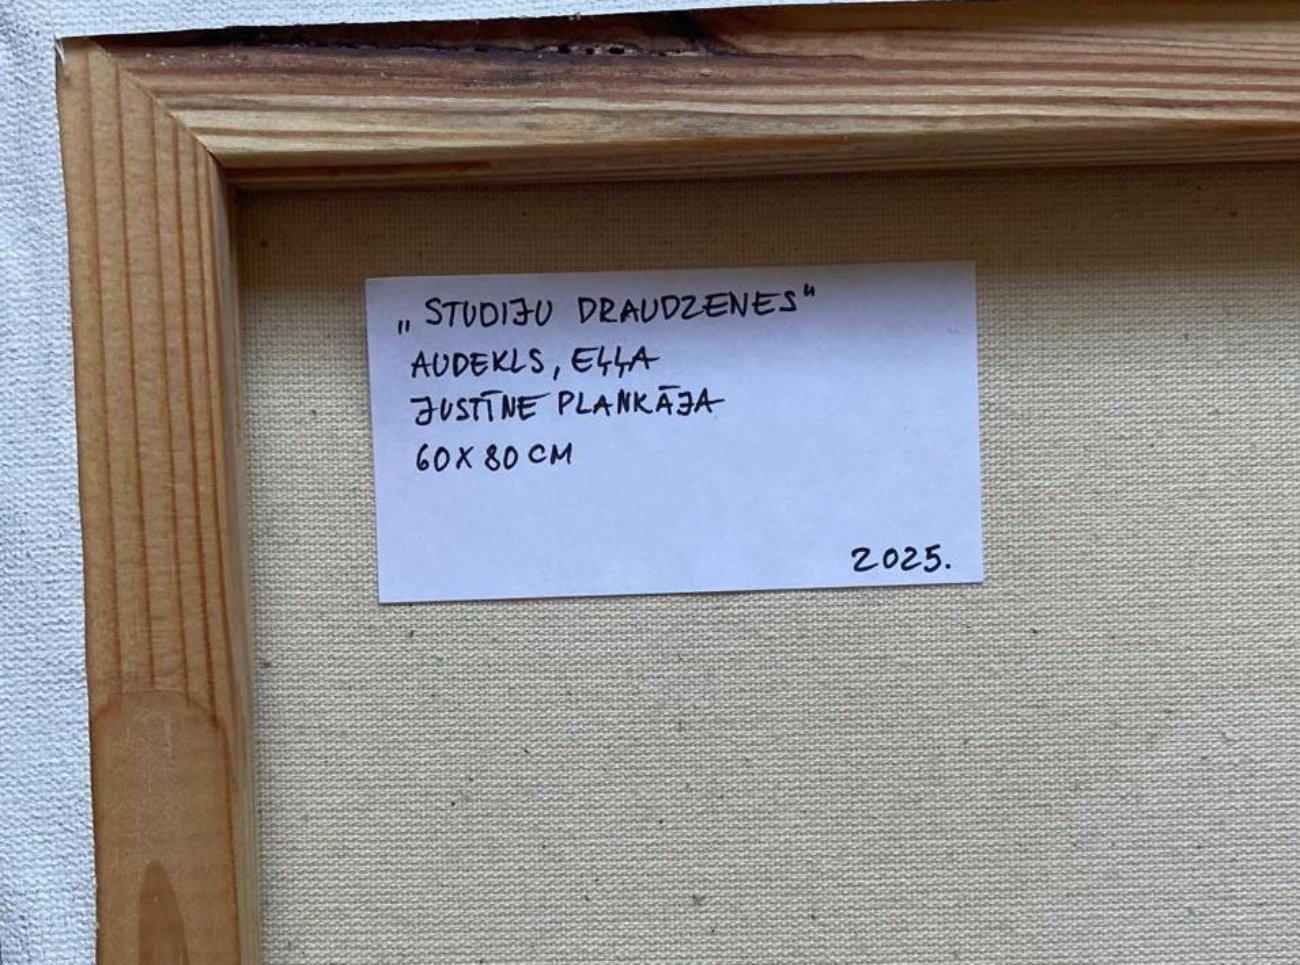 „STUDIJU DRAUDZENES“
AUDEKLS, EĻĻA
JUSTĪNE PLANKĀJA
60X80 CM
2025.